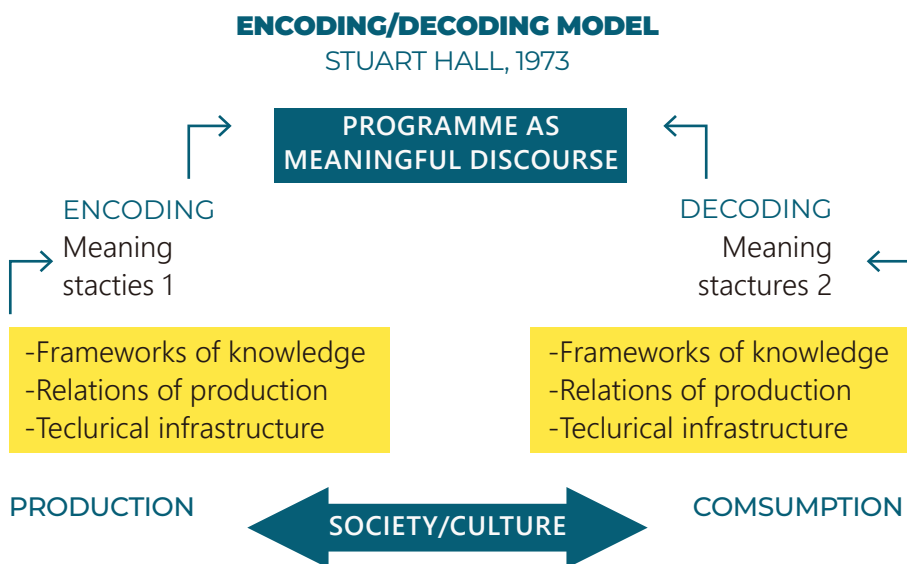 ENCODING/DECODING MODEL
STUART HALL, 1973
PROGRAMME AS
MEANINGFUL DISCOURSE
ENCODING
Meaning
stacties 1
DECODING
Meaning
stactures 2
-Frameworks of knowledge
-Relations of production
-Teclurical infrastructure
-Frameworks of knowledge
-Relations of production
-Teclurical infrastructure
PRODUCTION
SOCIETY/CULTURE
COMSUMPTION